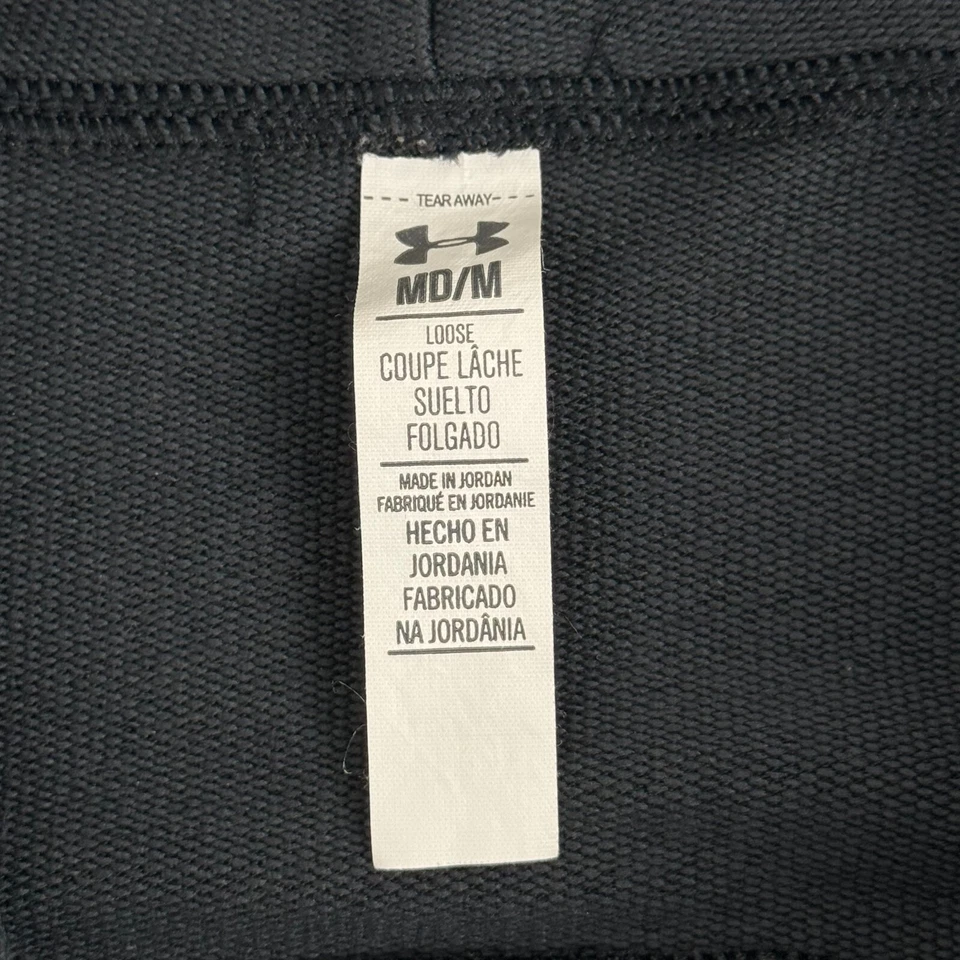 - - - TEAR AWAY- - -
MD/M
LOOSE
COUPE LÂCHE
SUELTO
FOLGADO
MADE IN JORDAN
FABRIQUÉ EN JORDANIE
HECHO EN
JORDANIA
FABRICADO
NA JORDÂNIA